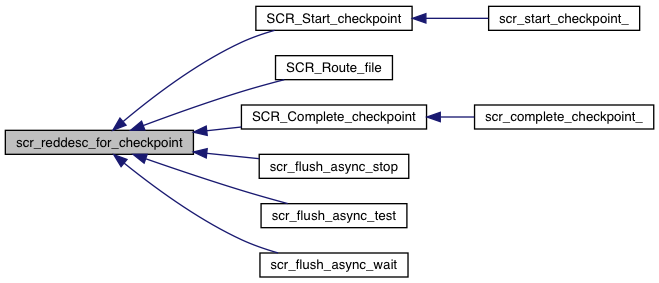 SCR_Start_checkpoint
scr_start_checkpoint_
SCR_Route_file
SCR_Complete_checkpoint
scr_complete_checkpoint_
scr_reddesc_for_checkpoint
scr_flush_async_stop
scr_flush_async_test
scr_flush_async_wait